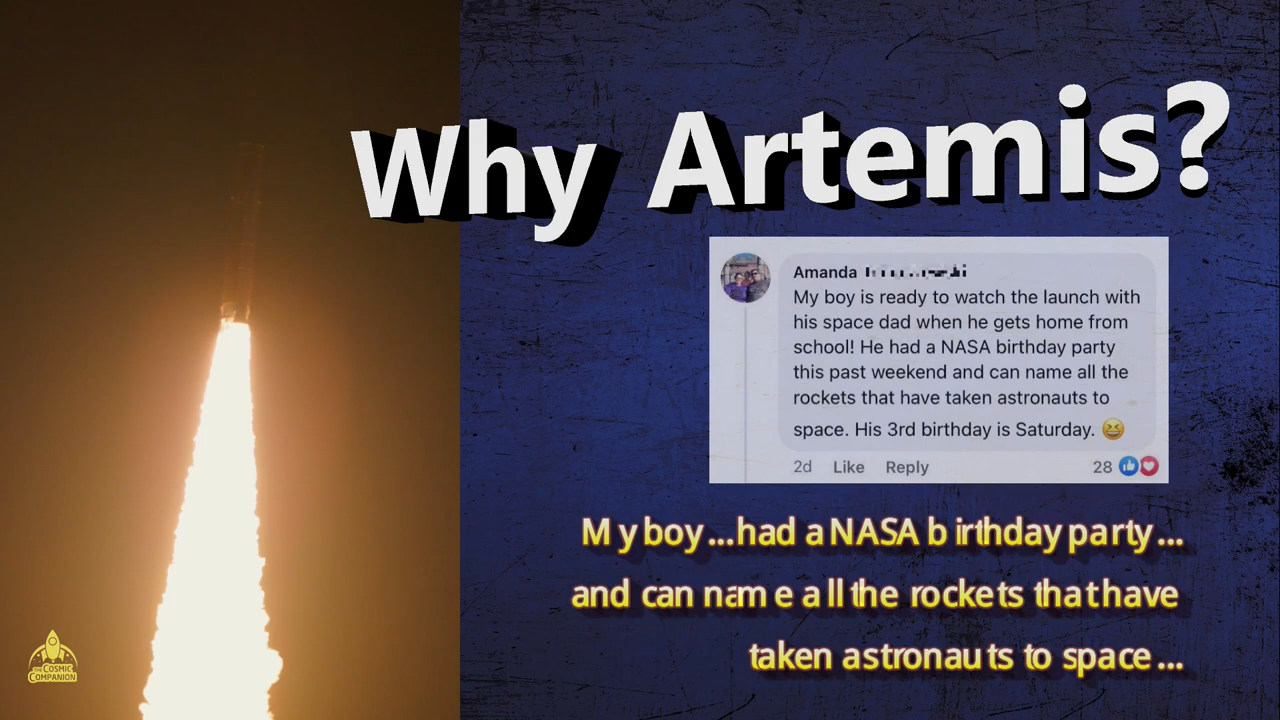 Why Artemis?
Amanda
My boy is ready to watch the launch with
his space dad when he gets home from
school! He had a NASA birthday party
this past weekend and can name all the
rockets that have taken astronauts to
space. His 3rd birthday is Saturday. 😆
2d Like Reply 28
My boy...had a NASA birthday party...
and can name all the rockets that have
taken astronauts to space...
THE COSMIC
COMPANION